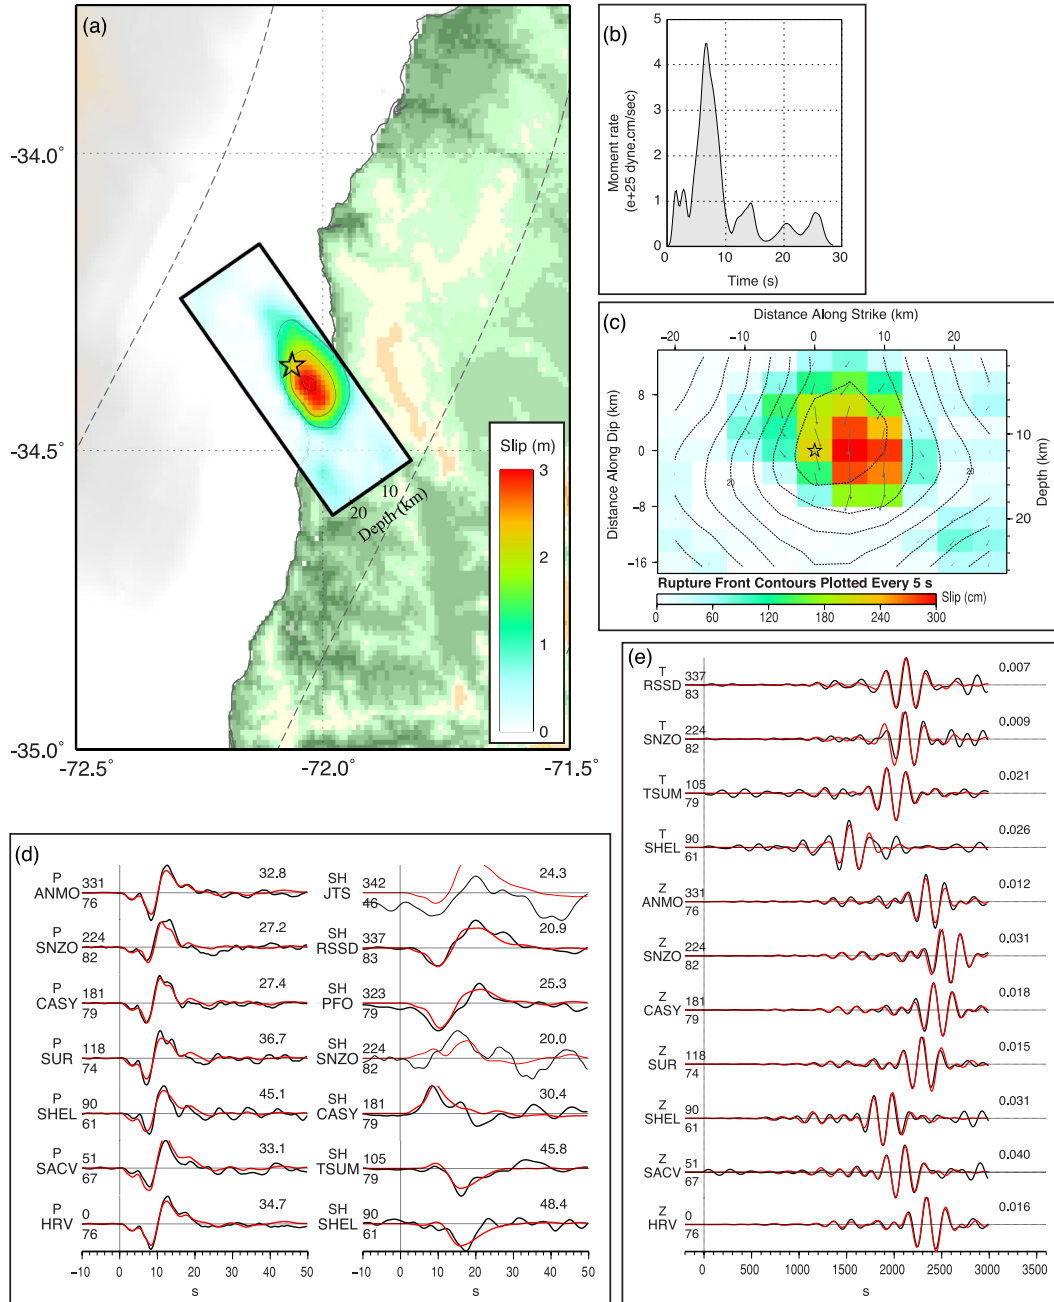 (a)
-34.0°
-34.5°
-35.0°
-72.5°
-72.0°
-71.5°
10
20
Depth (km)
Slip (m)
3
2
1
0
(b)
Moment rate
(e+25 dyne.cm/sec)
5
4
3
2
1
0
0
10
20
30
Time (s)
(c)
Distance Along Strike (km)
-20
-10
0
10
20
Distance Along Dip (km)
8
0
-8
-16
Depth (km)
10
20
20
20
Rupture Front Contours Plotted Every 5 s
Slip (cm)
0
60
120
180
240
300
(d)
P
ANMO
331
76
32.8
P
SNZO
224
82
27.2
P
CASY
181
79
27.4
P
SUR
118
74
36.7
P
SHEL
90
61
45.1
P
SACV
51
67
33.1
P
HRV
0
76
34.7
-10
0
10
20
30
40
50
s
SH
JTS
342
46
24.3
SH
RSSD
337
83
20.9
SH
PFO
323
79
25.3
SH
SNZO
224
82
20.0
SH
CASY
181
79
30.4
SH
TSUM
105
79
45.8
SH
SHEL
90
61
48.4
-10
0
10
20
30
40
50
s
(e)
T
RSSD
337
83
0.007
T
SNZO
224
82
0.009
T
TSUM
105
79
0.021
T
SHEL
90
61
0.026
Z
ANMO
331
76
0.012
Z
SNZO
224
82
0.031
Z
CASY
181
79
0.018
Z
SUR
118
74
0.015
Z
SHEL
90
61
0.031
Z
SACV
51
67
0.040
Z
HRV
0
76
0.016
0
500
1000
1500
2000
2500
3000
3500
s